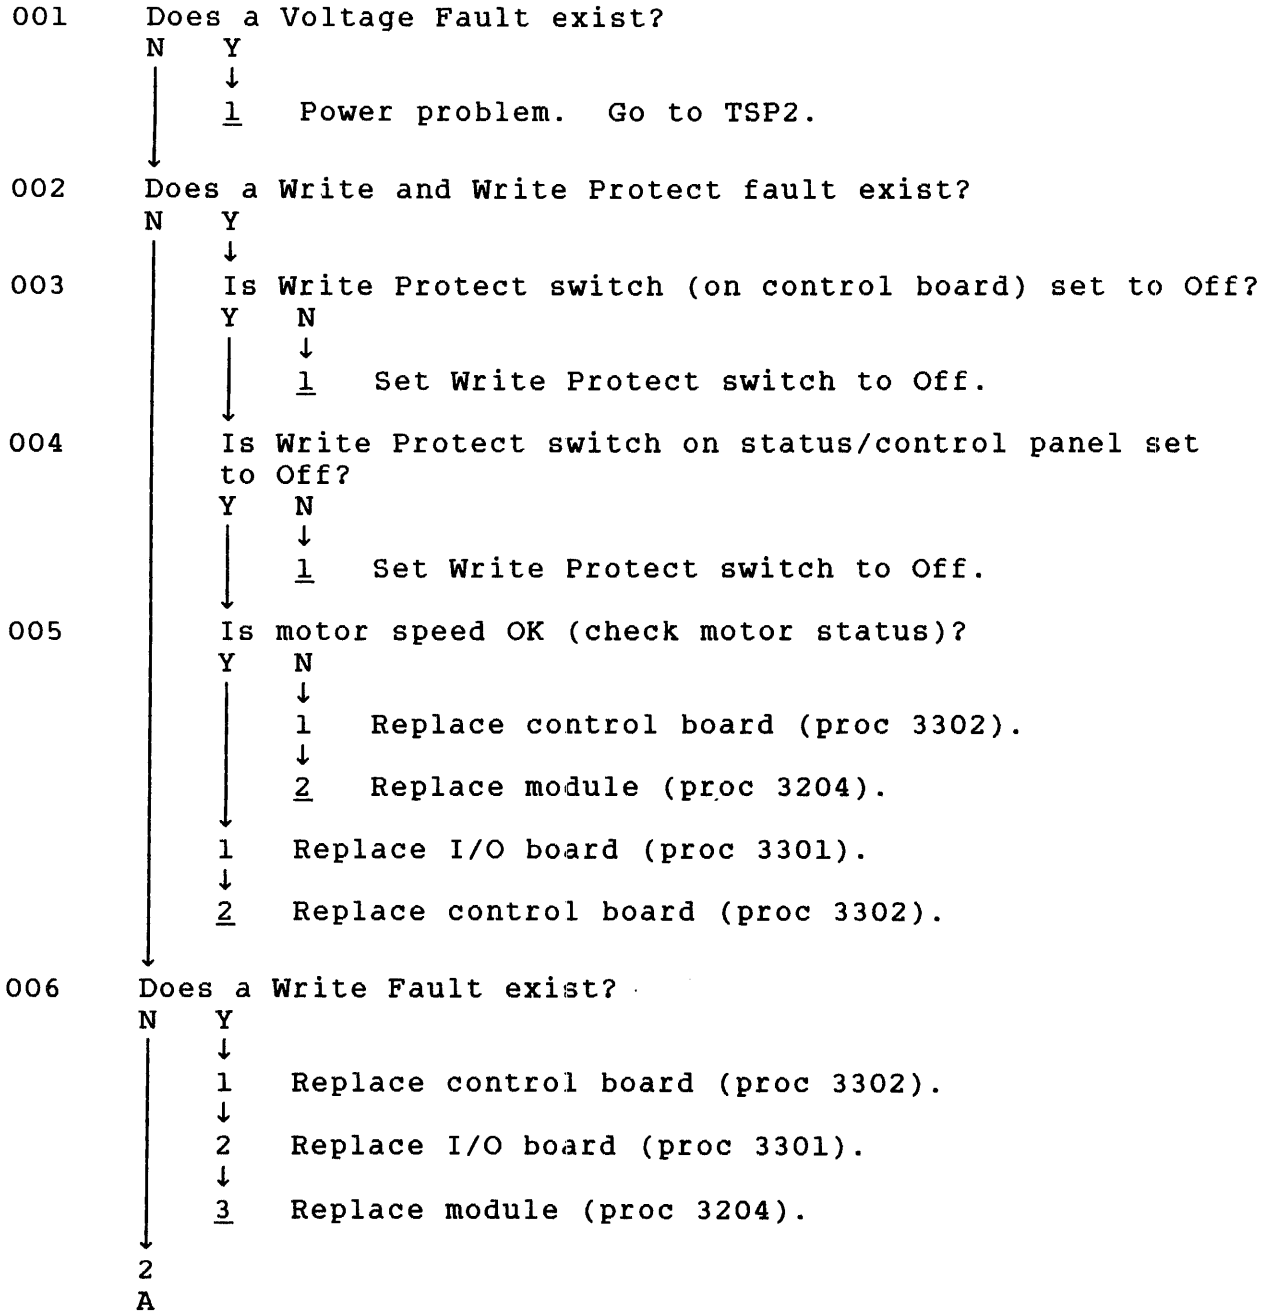 001 Does a Voltage Fault exist?
N Y
↓
1 Power problem. Go to TSP2.
↓
002 Does a Write and Write Protect fault exist?
N Y
↓
003 Is Write Protect switch (on control board) set to Off?
Y N
↓
1 Set Write Protect switch to Off.
↓
004 Is Write Protect switch on status/control panel set
to Off?
Y N
↓
1 Set Write Protect switch to Off.
↓
005 Is motor speed OK (check motor status)?
Y N
↓
1 Replace control board (proc 3302).
↓
2 Replace module (proc 3204).
↓
1 Replace I/O board (proc 3301).
↓
2 Replace control board (proc 3302).
↓
006 Does a Write Fault exist?
N Y
↓
1 Replace control board (proc 3302).
↓
2 Replace I/O board (proc 3301).
↓
3 Replace module (proc 3204).
↓
2
A